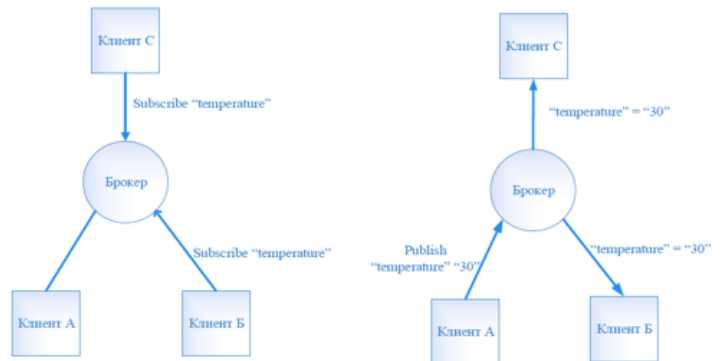 Клиент С
Subscribe “temperature”
Брокер
Subscribe “temperature”
Клиент А
Клиент Б
Клиент С
“temperature” = “30”
Брокер
Publish
“temperature” “30”
“temperature” = “30”
Клиент А
Клиент Б